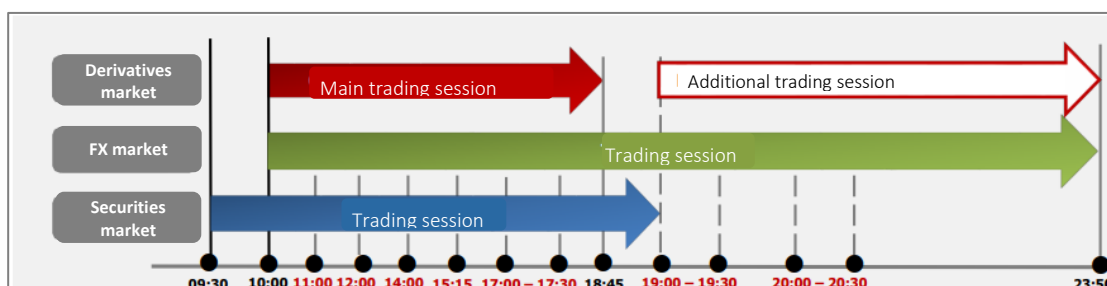 Derivatives
market
Main trading session
Additional trading session
FX market
Trading session
Securities
market
Trading session
09:30 10:00 11:00 12:00 14:00 15:15 17:00 – 17:30 18:45 19:00 – 19:30 20:00 – 20:30 23:50